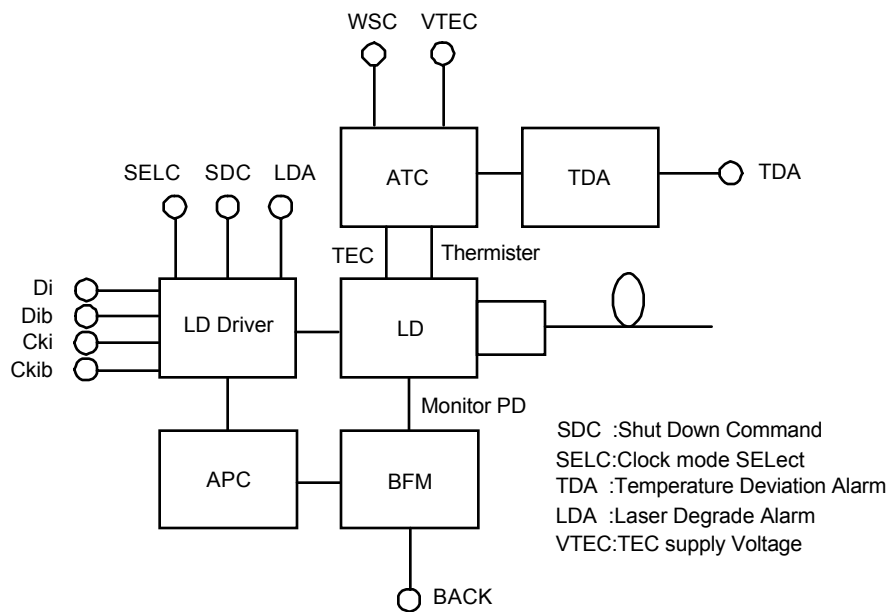 WSC VTEC
SELC SDC LDA
ATC TDA TDA
TEC Thermister
Di
Dib
Cki
Ckib
LD Driver LD
Monitor PD
APC BFM
SDC :Shut Down Command
SELC:Clock mode SELect
TDA :Temperature Deviation Alarm
LDA :Laser Degrade Alarm
VTEC:TEC supply Voltage
BACK